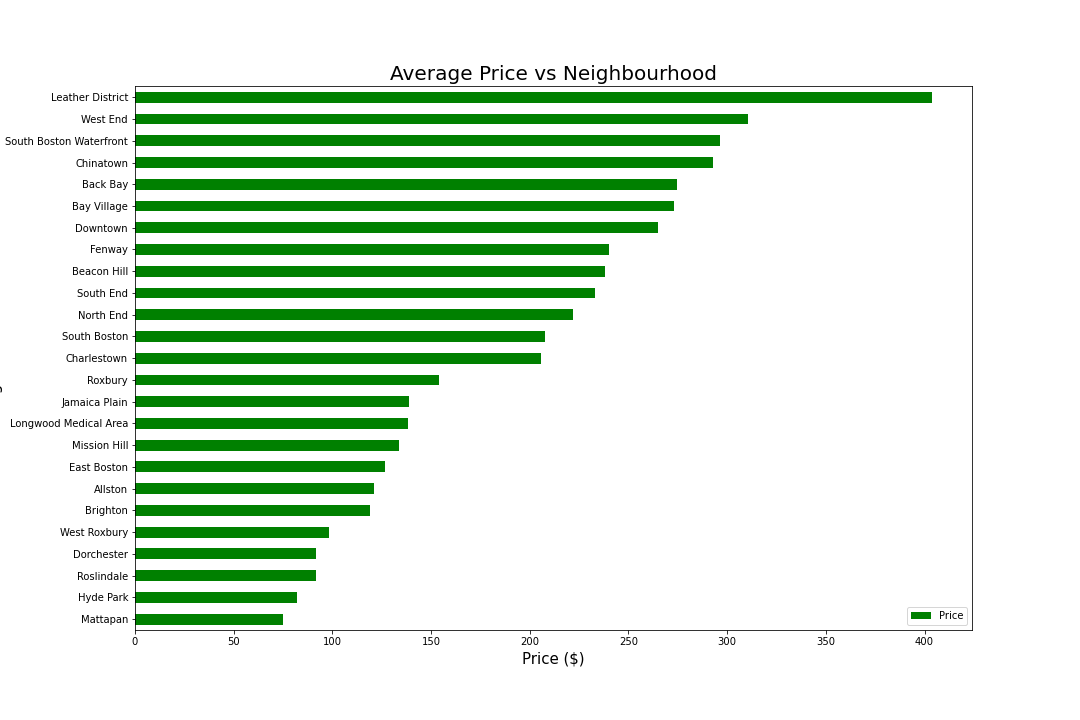 Average Price vs Neighbourhood
Leather District
West End
South Boston Waterfront
Chinatown
Back Bay
Bay Village
Downtown
Fenway
Beacon Hill
South End
North End
South Boston
Charlestown
Roxbury
Jamaica Plain
Longwood Medical Area
Mission Hill
East Boston
Allston
Brighton
West Roxbury
Dorchester
Roslindale
Hyde Park
Mattapan
Price
0 50 100 150 200 250 300 350 400
Price ($)